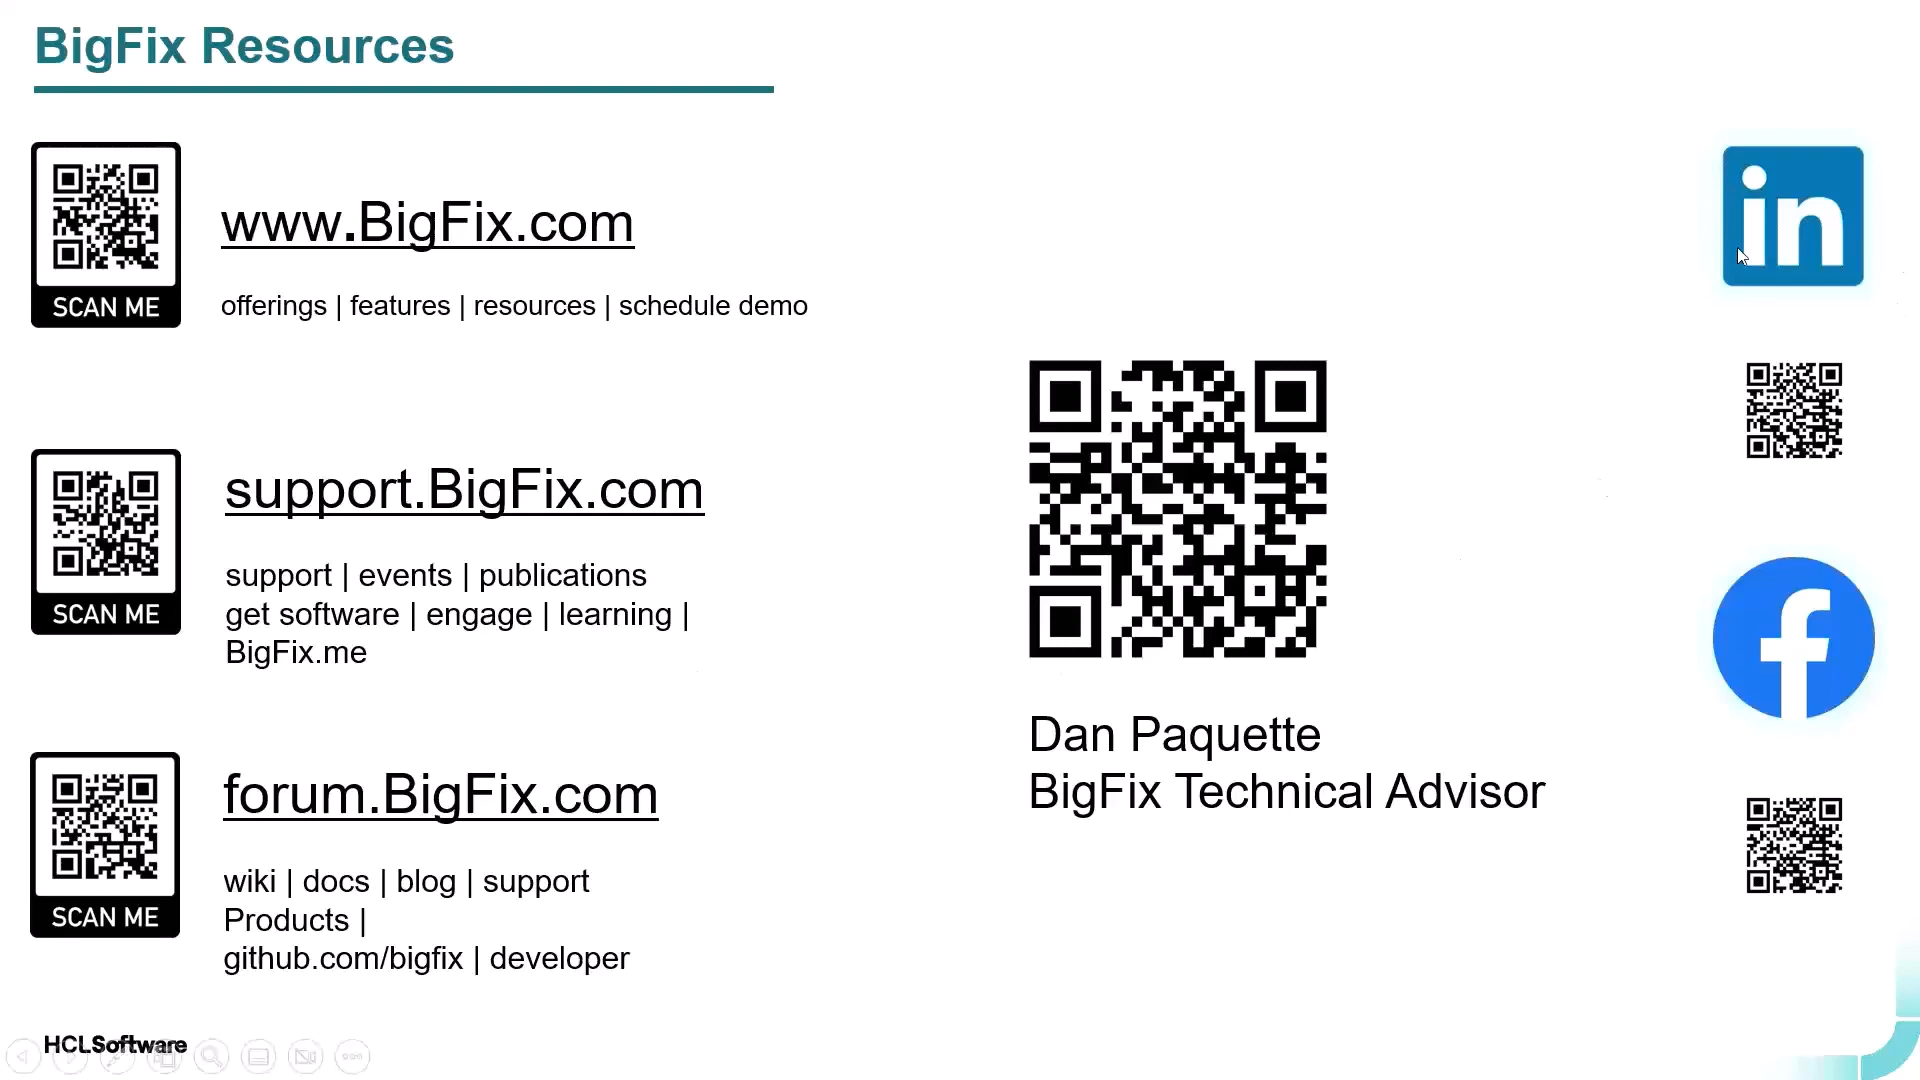 BigFix Resources
SCAN ME
www.BigFix.com
offerings | features | resources | schedule demo
SCAN ME
support.BigFix.com
support | events | publications
get software | engage | learning |
BigFix.me
SCAN ME
forum.BigFix.com
wiki | docs | blog | support
Products |
github.com/bigfix | developer
Dan Paquette
BigFix Technical Advisor
in
f
HCLSoftware